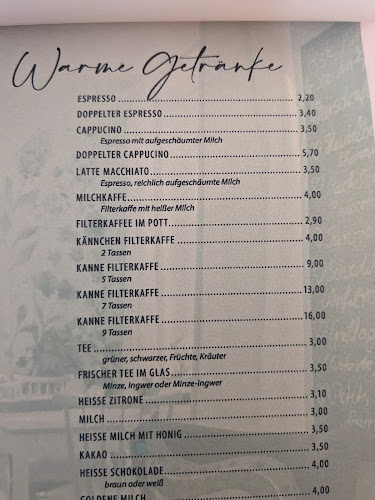 Warme Getränke
ESPRESSO 2,20
DOPPELTER ESPRESSO 3,40
CAPPUCINO 3,50
Espresso mit aufgeschäumter Milch
DOPPELTER CAPPUCINO 5,70
LATTE MACCHIATO 3,50
Espresso, reichlich aufgeschäumte Milch
MILCHKAFFE 4,00
Filterkaffe mit heißer Milch
FILTERKAFFEE IM POTT 2,90
KÄNNCHEN FILTERKAFFE 4,00
2 Tassen
KANNE FILTERKAFFE 9,00
5 Tassen
KANNE FILTERKAFFE 13,00
7 Tassen
KANNE FILTERKAFFE 16,00
9 Tassen
TEE 3,00
grüner, schwarzer, Früchte, Kräuter
FRISCHER TEE IM GLAS 3,50
Minze, Ingwer oder Minze-Ingwer
HEISSE ZITRONE 3,10
MILCH 3,00
HEISSE MILCH MIT HONIG 3,50
KAKAO 3,50
HEISSE SCHOKOLADE 4,00
braun oder weiß
GOLDENE MILCH 4,00